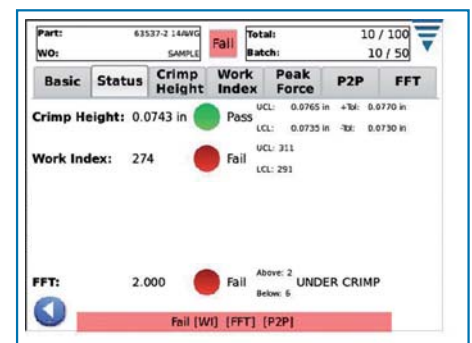 Part: 63537-2 14AWG Fail Total: 10 / 100
WO: SAMPLE Batch: 10 / 50
Basic Status Crimp Height Work Index Peak Force P2P FFT
Crimp Height: 0.0743 in Pass UCL: 0.0765 in +Tol: 0.0770 in
LCL: 0.0735 in -Tol: 0.0730 in
Work Index: 274 Fail UCL: 311
LCL: 291
FFT: 2.000 Fail Above: 2 UNDER CRIMP
Below: 6
Fail [WI] [FFT] [P2P]